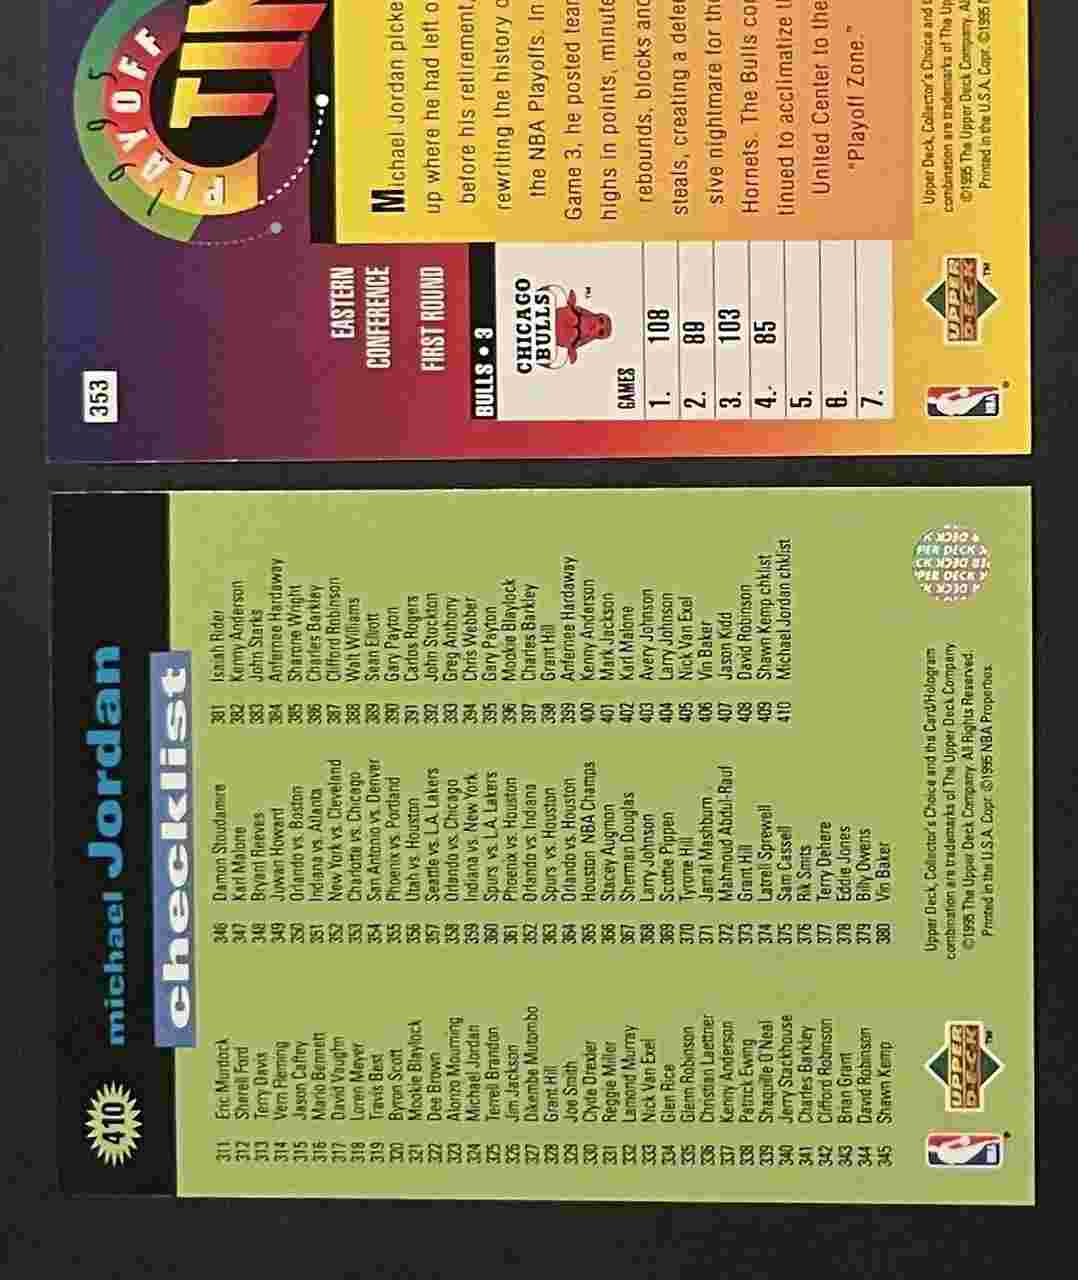 353
1995
PLAYOFF
TIM
EASTERN
CONFERENCE
FIRST ROUND
BULLS • 3
CHICAGO
BULLS
™
GAMES
1. 108
2. 89
3. 103
4. 85
5.
6.
7.
Michael Jordan picke
up where he had left o
before his retirement,
rewriting the history o
the NBA Playoffs. In
Game 3, he posted tean
highs in points, minute
rebounds, blocks and
steals, creating a defen
sive nightmare for the
Hornets. The Bulls con
tinued to acclimatize th
United Center to the
"Playoff Zone."
NBA
®
UPPER
DECK
™
Upper Deck, Collector's Choice and t
combination are trademarks of The Up
©1995 The Upper Deck Company. Al
Printed in the U.S.A. Copr. ©1995 N
410
michael Jordan
checklist
311 Eric Murdock
312 Sherell Ford
313 Terry Davis
314 Vern Fleming
315 Jason Caffey
316 Mario Bennett
317 David Vaughn
318 Loren Meyer
319 Travis Best
320 Byron Scott
321 Mookie Blaylock
322 Dee Brown
323 Alonzo Mourning
324 Michael Jordan
325 Terrell Brandon
326 Jim Jackson
327 Dikembe Mutombo
328 Grant Hill
329 Joe Smith
330 Clyde Drexler
331 Reggie Miller
332 Lamond Murray
333 Nick Van Exel
334 Glen Rice
335 Glenn Robinson
336 Christian Laettner
337 Kenny Anderson
338 Patrick Ewing
339 Shaquille O'Neal
340 Jerry Stackhouse
341 Charles Barkley
342 Clifford Robinson
343 Brian Grant
344 David Robinson
345 Shawn Kemp
346 Damon Stoudamire
347 Karl Malone
348 Bryant Reeves
349 Juwan Howard
350 Orlando vs. Boston
351 Indiana vs. Atlanta
352 New York vs. Cleveland
353 Charlotte vs. Chicago
354 San Antonio vs. Denver
355 Phoenix vs. Portland
356 Utah vs. Houston
357 Seattle vs. L.A. Lakers
358 Orlando vs. Chicago
359 Indiana vs. New York
360 Spurs vs. L.A. Lakers
361 Phoenix vs. Houston
352 Orlando vs. Indiana
363 Spurs vs. Houston
364 Orlando vs. Houston
365 Houston NBA Champs
366 Stacey Augmon
367 Sherman Douglas
368 Larry Johnson
369 Scottie Pippen
370 Tyrone Hill
371 Jamal Mashburn
372 Mahmoud Abdul-Rauf
373 Grant Hill
374 Latrell Sprewell
375 Sam Cassell
376 Rik Smits
377 Terry Dehere
378 Eddie Jones
379 Billy Owens
380 Vin Baker
381 Isaiah Rider
382 Kenny Anderson
383 John Starks
384 Anfernee Hardaway
385 Sharone Wright
386 Charles Barkley
387 Clifford Robinson
388 Walt Williams
389 Sean Elliott
390 Gary Payton
391 Carlos Rogers
392 John Stockton
393 Greg Anthony
394 Chris Webber
395 Gary Payton
396 Mookie Blaylock
397 Charles Barkley
398 Grant Hill
399 Anfernee Hardaway
400 Kenny Anderson
401 Mark Jackson
402 Karl Malone
403 Avery Johnson
404 Larry Johnson
405 Nick Van Exel
406 Vin Baker
407 Jason Kidd
408 David Robinson
409 Shawn Kemp chklist
410 Michael Jordan chklist
NBA
®
UPPER
DECK
™
Upper Deck, Collector's Choice and the Card/Hologram
combination are trademarks of The Upper Deck Company
©1995 The Upper Deck Company. All Rights Reserved.
Printed in the U.S.A. Copr. ©1995 NBA Properties.
PER DECK